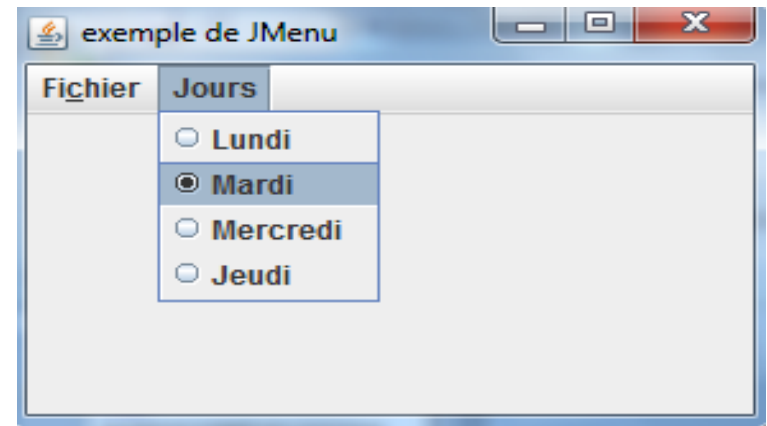 exemple de JMenu
Fichier Jours
Lundi
Mardi
Mercredi
Jeudi